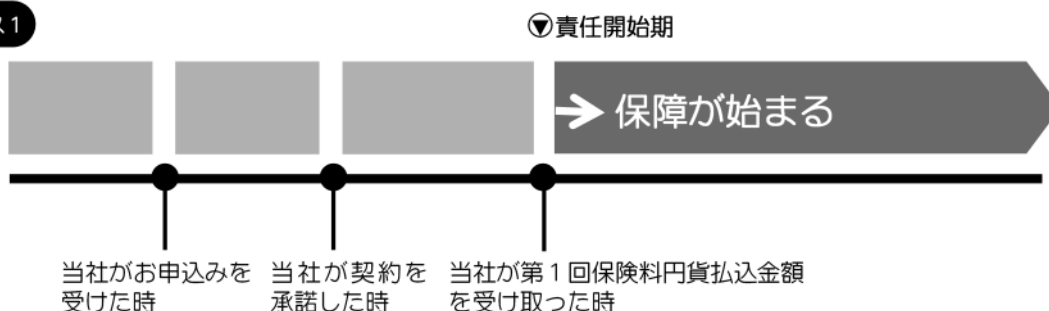 1
▼責任開始期
保障が始まる
当社がお申込みを
受けた時
当社が契約を
承諾した時
当社が第1回保険料円貨払込金額
を受け取った時